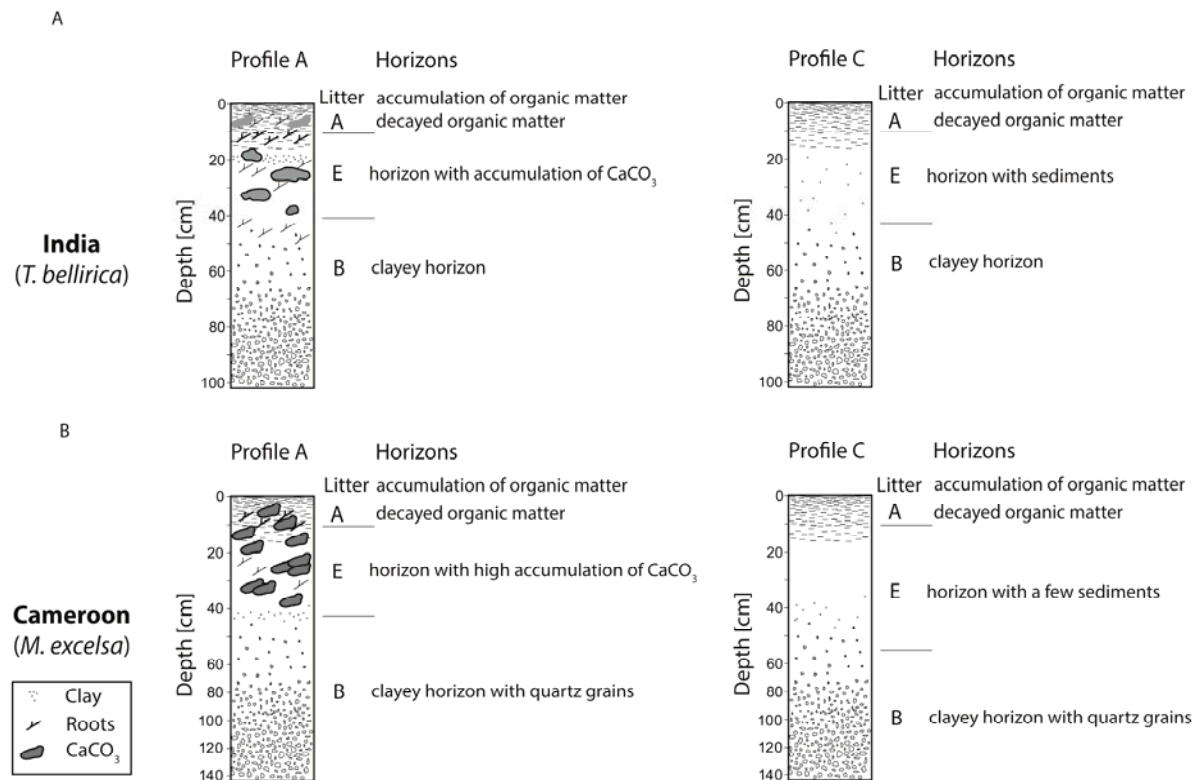 A
Profile A Horizons
Litter accumulation of organic matter
A decayed organic matter
E horizon with accumulation of CaCO₃
B clayey horizon
0
20
40
60
80
100
Depth [cm]
India
(T. bellirica)
Profile C Horizons
Litter accumulation of organic matter
A decayed organic matter
E horizon with sediments
B clayey horizon
0
20
40
60
80
100
Depth [cm]
B
Profile A Horizons
Litter accumulation of organic matter
A decayed organic matter
E horizon with high accumulation of CaCO₃
B clayey horizon with quartz grains
0
20
40
60
80
100
120
140
Depth [cm]
Cameroon
(M. excelsa)
Clay
Roots
CaCO₃
Profile C Horizons
Litter accumulation of organic matter
A decayed organic matter
E horizon with a few sediments
B clayey horizon with quartz grains
0
20
40
60
80
100
120
140
Depth [cm]